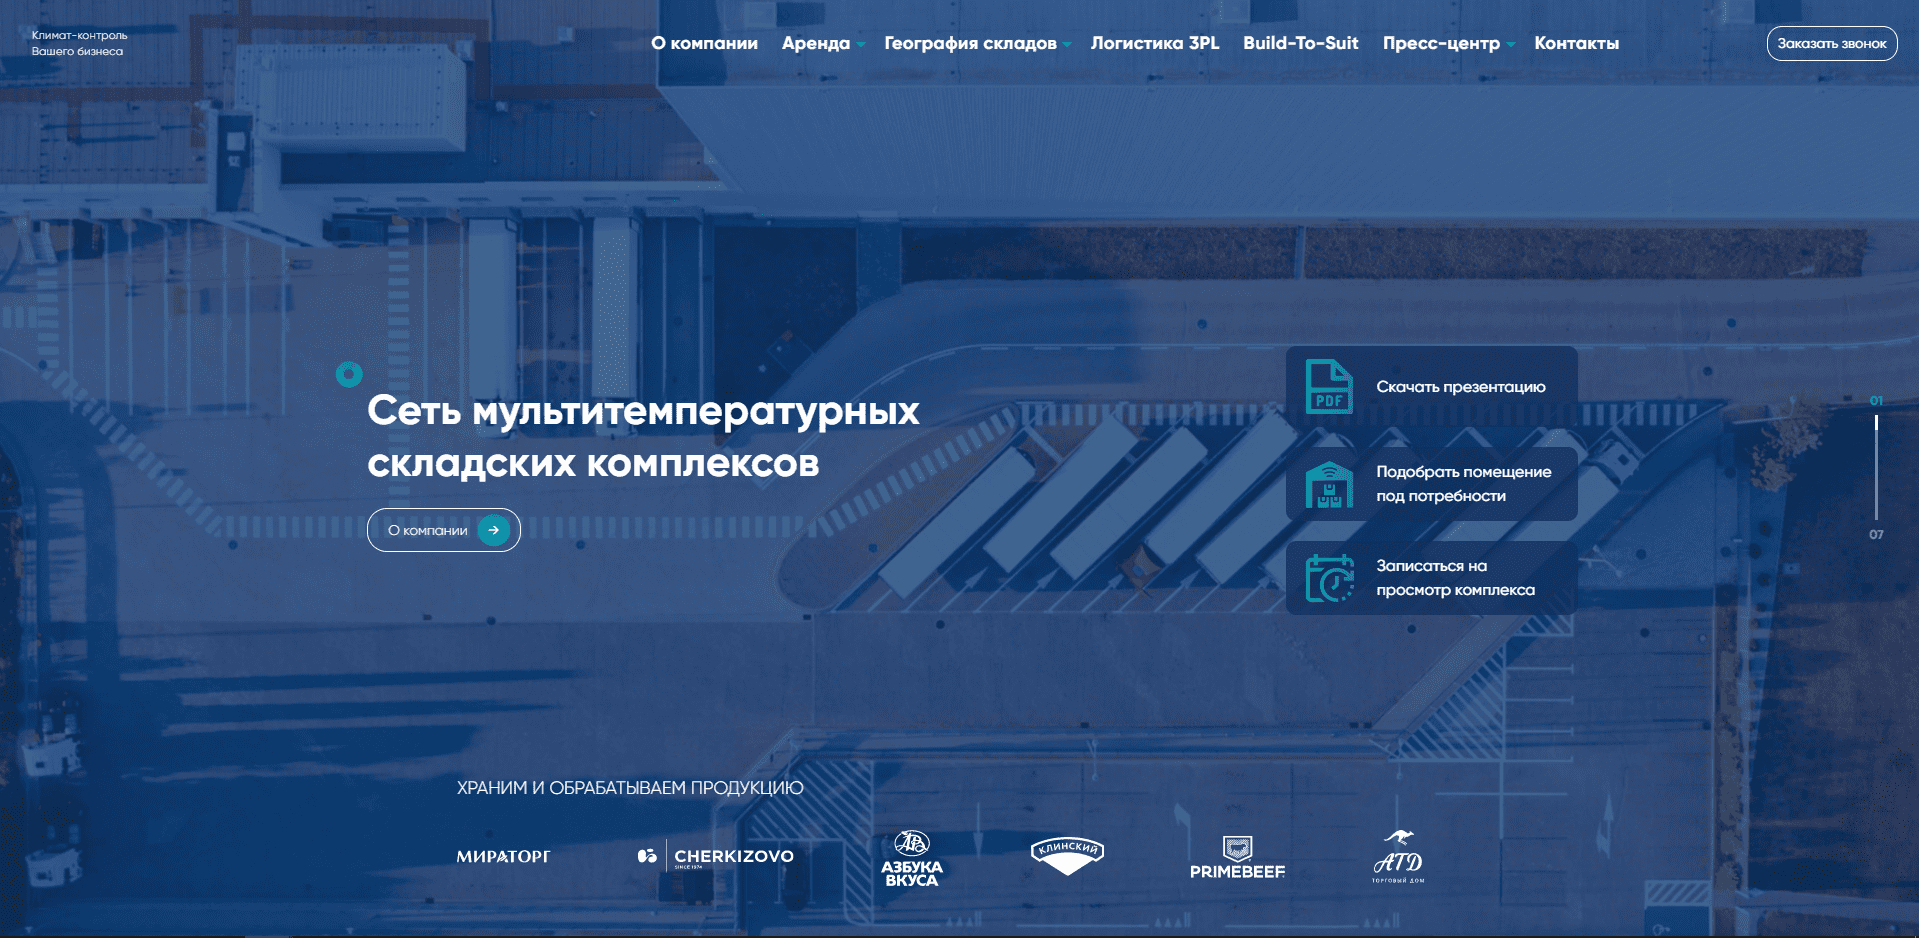 Климат-контроль
Вашего бизнеса
О компании
Аренда
География складов
Логистика 3PL
Build-To-Suit
Пресс-центр
Контакты
Заказать звонок
Сеть мультитемпературных
складских комплексов
О компании
PDF
Скачать презентацию
Подобрать помещение
под потребности
Записаться на
просмотр комплекса
01
07
ХРАНИМ И ОБРАБАТЫВАЕМ ПРОДУКЦИЮ
МИРАТОРГ
CHERKIZOVO
SINCE 1974
АВ
АЗБУКА
ВКУСА
КЛИНСКИЙ
PRIMEBEEF
АТД
ТОРГОВЫЙ ДОМ